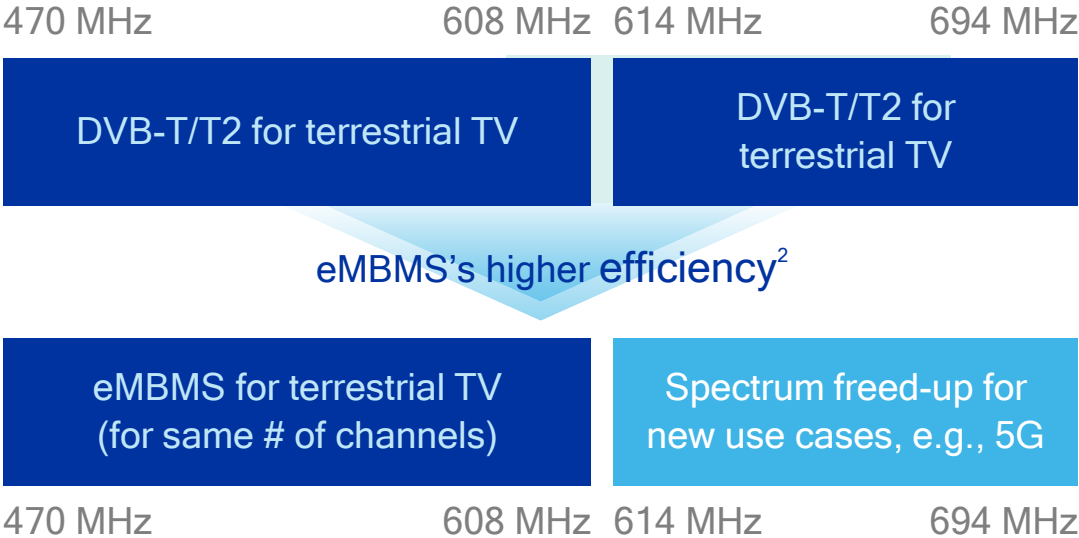 470 MHz 608 MHz 614 MHz 694 MHz
DVB-T/T2 for terrestrial TV
DVB-T/T2 for
terrestrial TV
eMBMS's higher efficiency²
eMBMS for terrestrial TV
(for same # of channels)
Spectrum freed-up for
new use cases, e.g., 5G
470 MHz 608 MHz 614 MHz 694 MHz